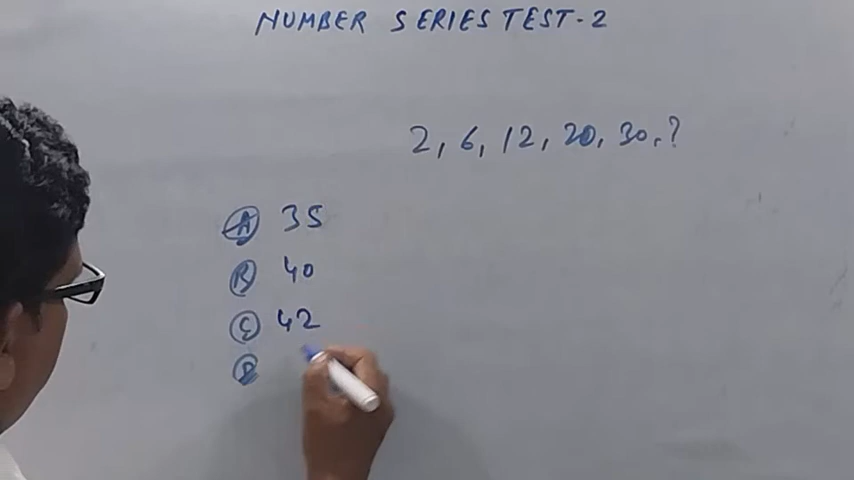 NUMBER SERIES TEST-2
2, 6, 12, 20, 30, ?
A 35
B 40
C 42
D